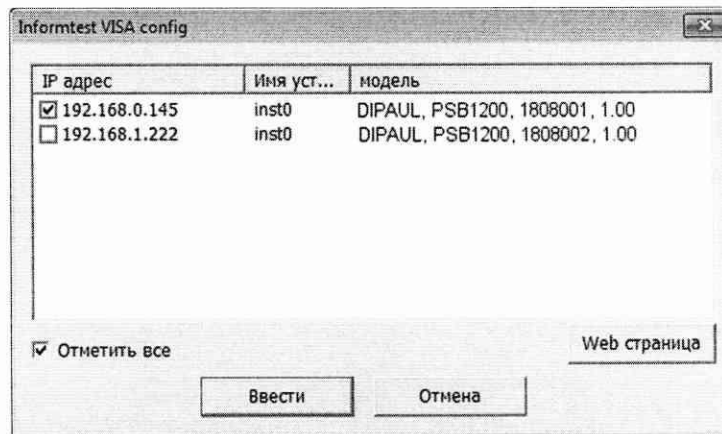 Informtest VISA config
IP адрес Имя уст... модель
192.168.0.145 inst0 DIPAUL, PSB1200, 1808001, 1.00
192.168.1.222 inst0 DIPAUL, PSB1200, 1808002, 1.00
Отметить все
Web страница
Ввести Отмена